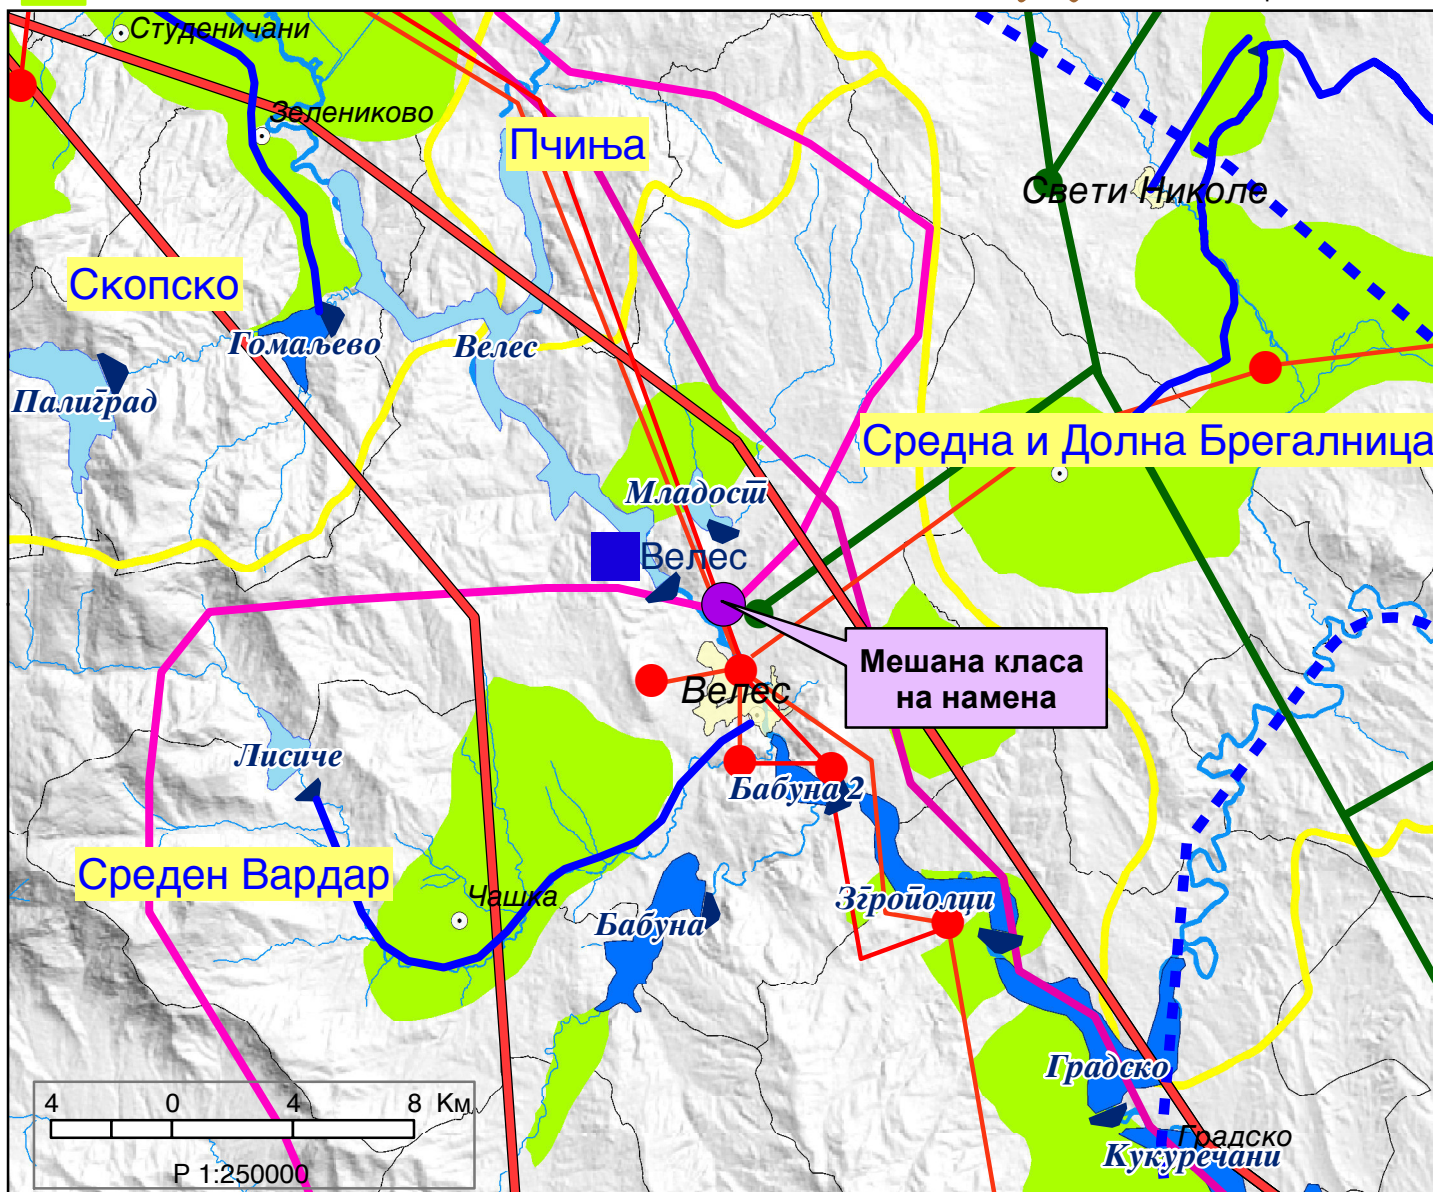 Студеничани
Зелениково
Пчиња
Свети Николе
Скопско
Гомаљево
Велес
Палиград
Средна и Долна Брегалница
Младост
Велес
Мешана класа
на намена
Велес
Лисиче
Бабуна 2
Среден Вардар
Чашка
Бабуна
Згрополци
Градско
4 0 4 8 Км
Градско
Кукуречани
Р 1:250000